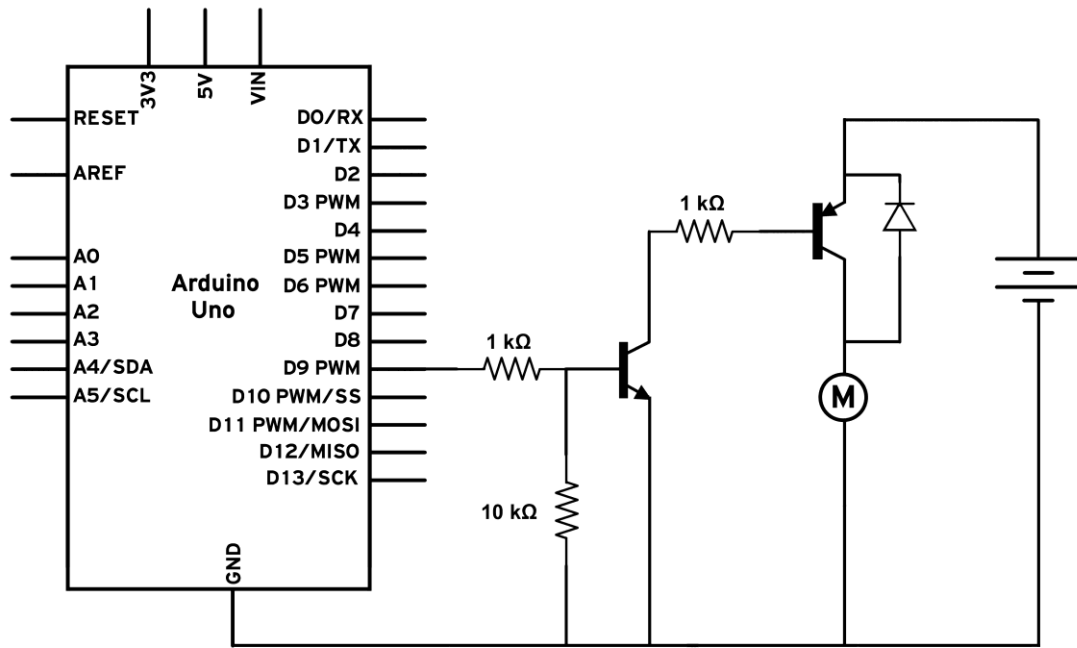 3V3
5V
VIN
RESET
AREF
A0
A1
A2
A3
A4/SDA
A5/SCL
Arduino
Uno
D0/RX
D1/TX
D2
D3 PWM
D4
D5 PWM
D6 PWM
D7
D8
D9 PWM
D10 PWM/SS
D11 PWM/MOSI
D12/MISO
D13/SCK
GND
1 kΩ
10 kΩ
1 kΩ
M